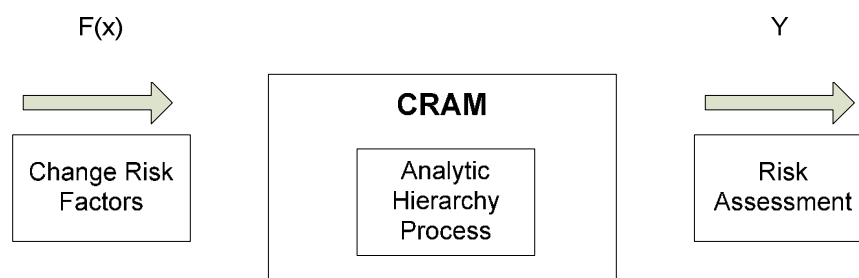 F(x)
Y
CRAM
Change Risk
Factors
Analytic
Hierarchy
Process
Risk
Assessment